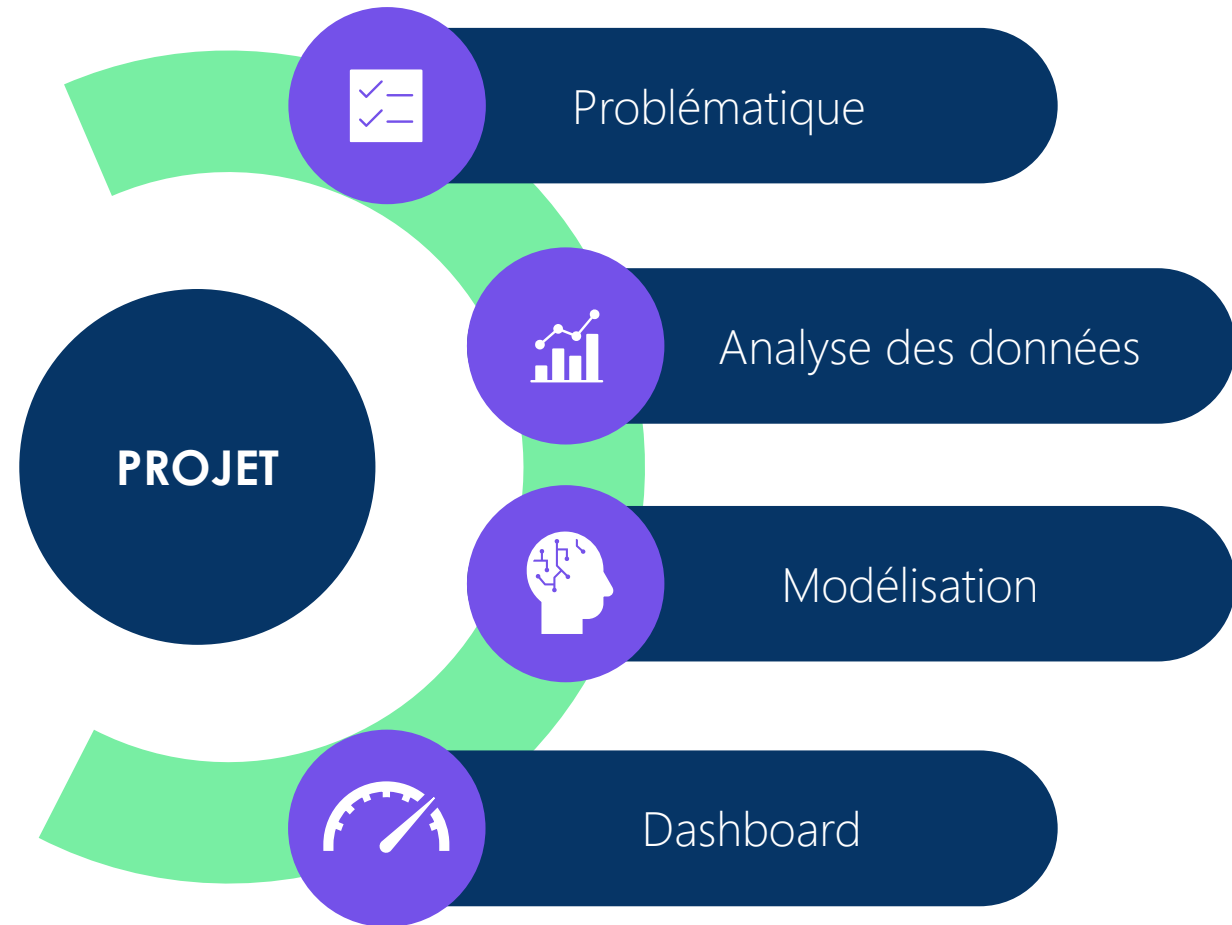 Problématique
Analyse des données
PROJET
Modélisation
Dashboard